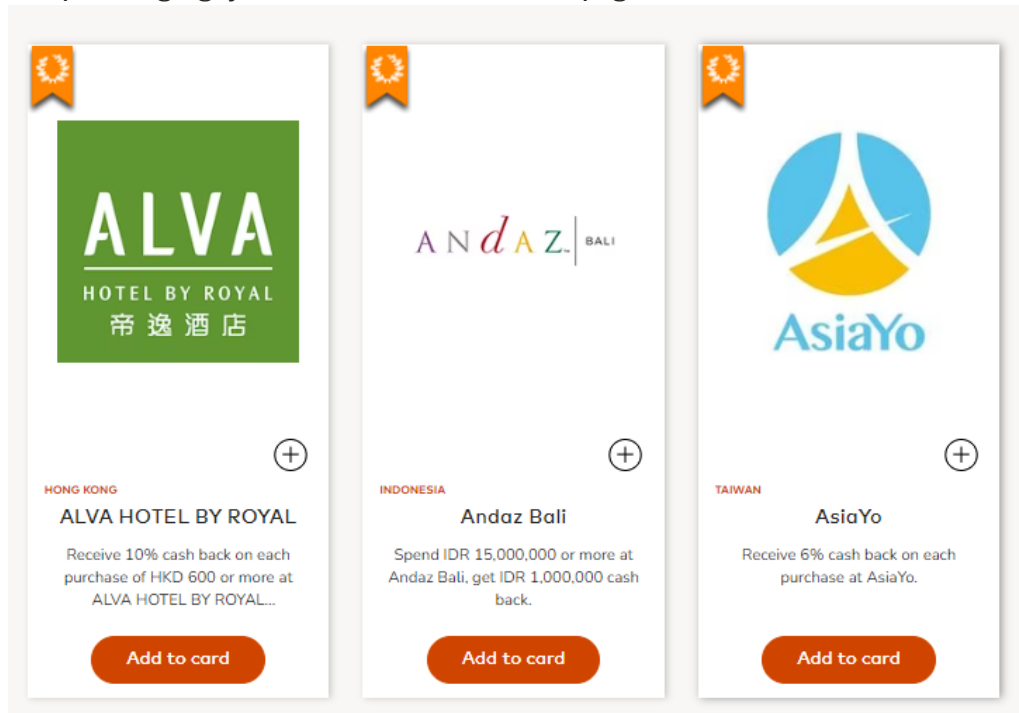 ALVA
HOTEL BY ROYAL
帝逸酒店
HONG KONG
ALVA HOTEL BY ROYAL
Receive 10% cash back on each
purchase of HKD 600 or more at
ALVA HOTEL BY ROYAL...
Add to card
ANdAZ™ BALI
INDONESIA
Andaz Bali
Spend IDR 15,000,000 or more at
Andaz Bali, get IDR 1,000,000 cash
back.
Add to card
AsiaYo
TAIWAN
AsiaYo
Receive 6% cash back on each
purchase at AsiaYo.
Add to card